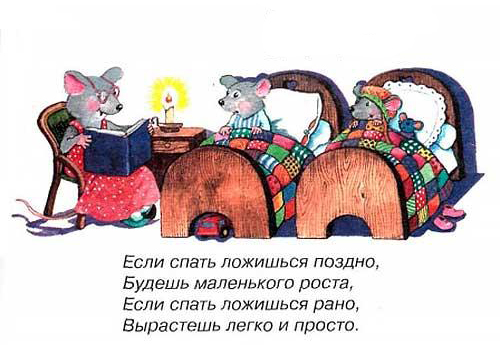 Если спать ложишься поздно,
Будешь маленького роста,
Если спать ложишься рано,
Вырастешь легко и просто.